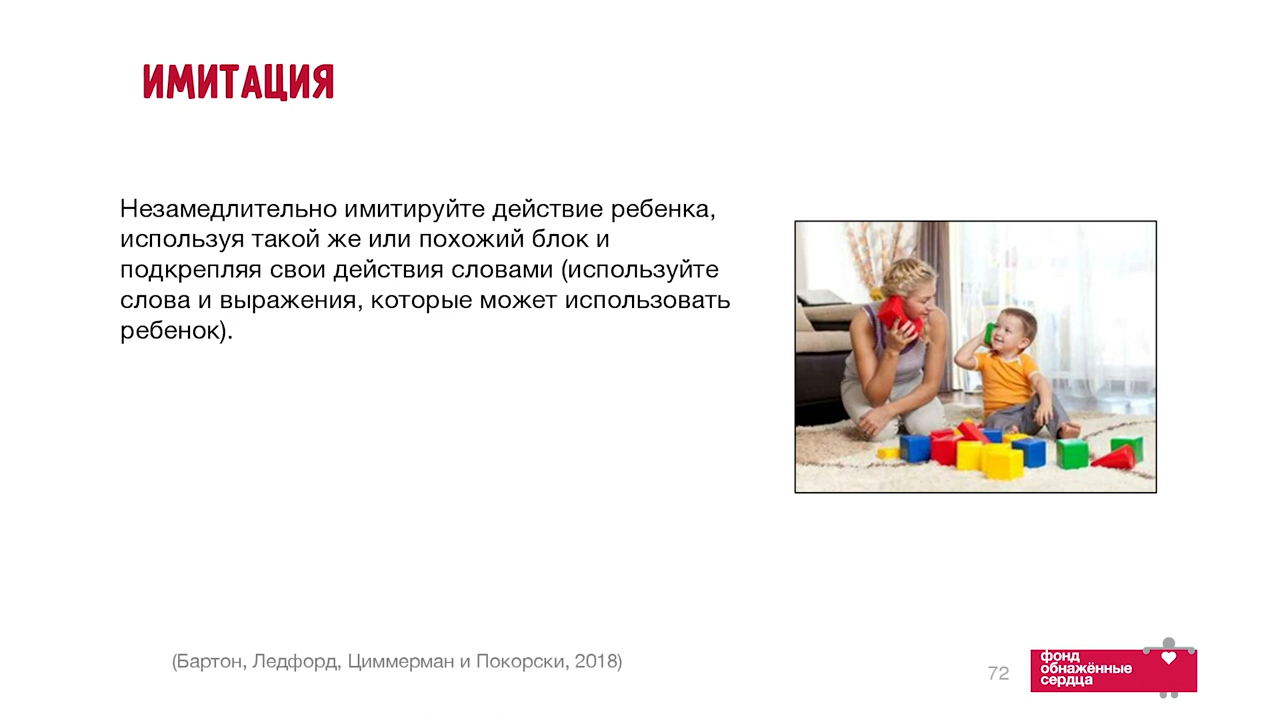 ИМИТАЦИЯ
Незамедлительно имитируйте действие ребенка,
используя такой же или похожий блок и
подкрепляя свои действия словами (используйте
слова и выражения, которые может использовать
ребенок).
(Бартон, Ледфорд, Циммерман и Покорски, 2018)
72
фонд
обнажённые
сердца